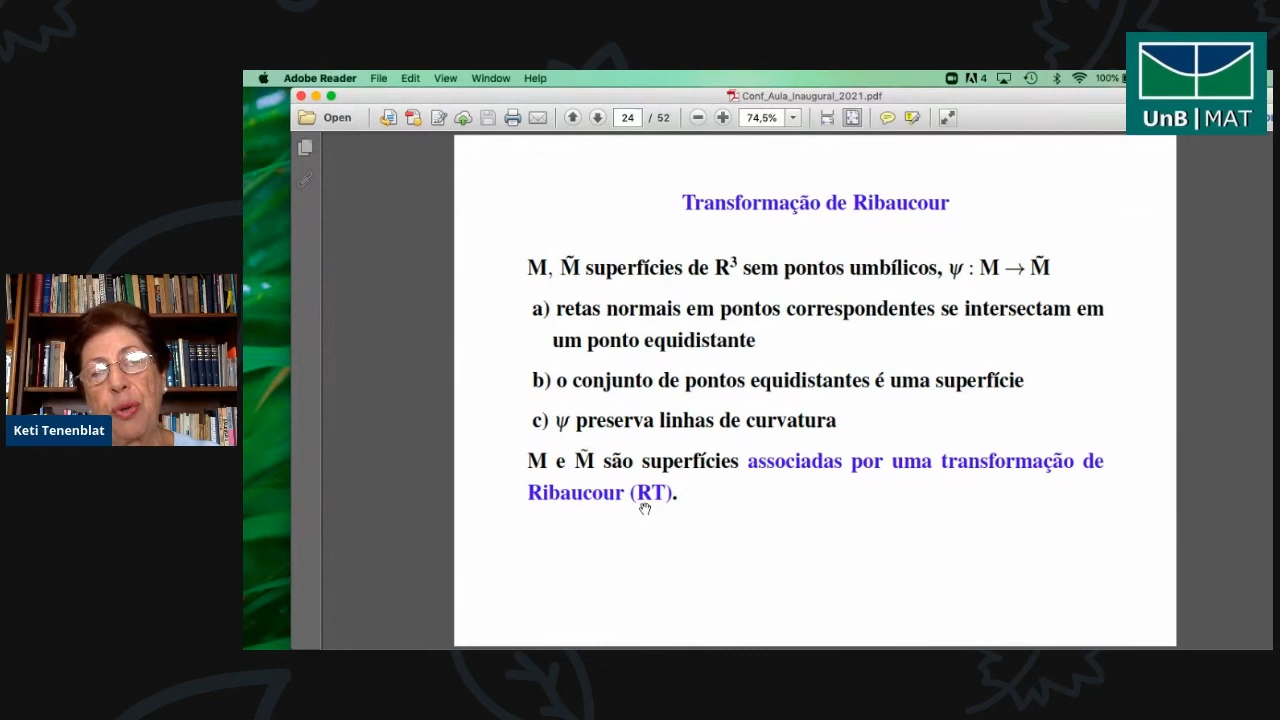 Adobe Reader File Edit View Window Help
4
100%
Conf_Aula_Inaugural_2021.pdf
Open
24 / 52
74,5%
UnB | MAT
Transformação de Ribaucour
M, M̃ superfícies de R³ sem pontos umbílicos, ψ : M → M̃
a) retas normais em pontos correspondentes se intersectam em
um ponto equidistante
b) o conjunto de pontos equidistantes é uma superfície
c) ψ preserva linhas de curvatura
M e M̃ são superfícies associadas por uma transformação de
Ribaucour (RT).
Keti Tenenblat